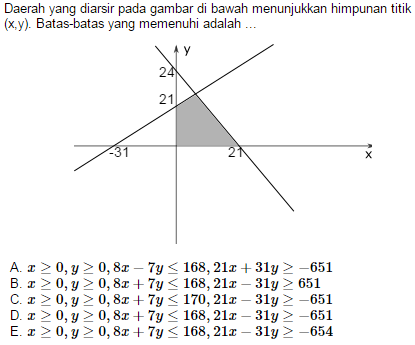 Daerah yang diarsir pada gambar di bawah menunjukkan himpunan titik
(x,y). Batas-batas yang memenuhi adalah ...
y
24
21
-31
21
x
A. x ≥ 0, y ≥ 0, 8x − 7y ≤ 168, 21x + 31y ≥ −651
B. x ≥ 0, y ≥ 0, 8x + 7y ≤ 168, 21x − 31y ≥ 651
C. x ≥ 0, y ≥ 0, 8x + 7y ≤ 170, 21x − 31y ≥ −651
D. x ≥ 0, y ≥ 0, 8x + 7y ≤ 168, 21x − 31y ≥ −651
E. x ≥ 0, y ≥ 0, 8x + 7y ≤ 168, 21x − 31y ≥ −654